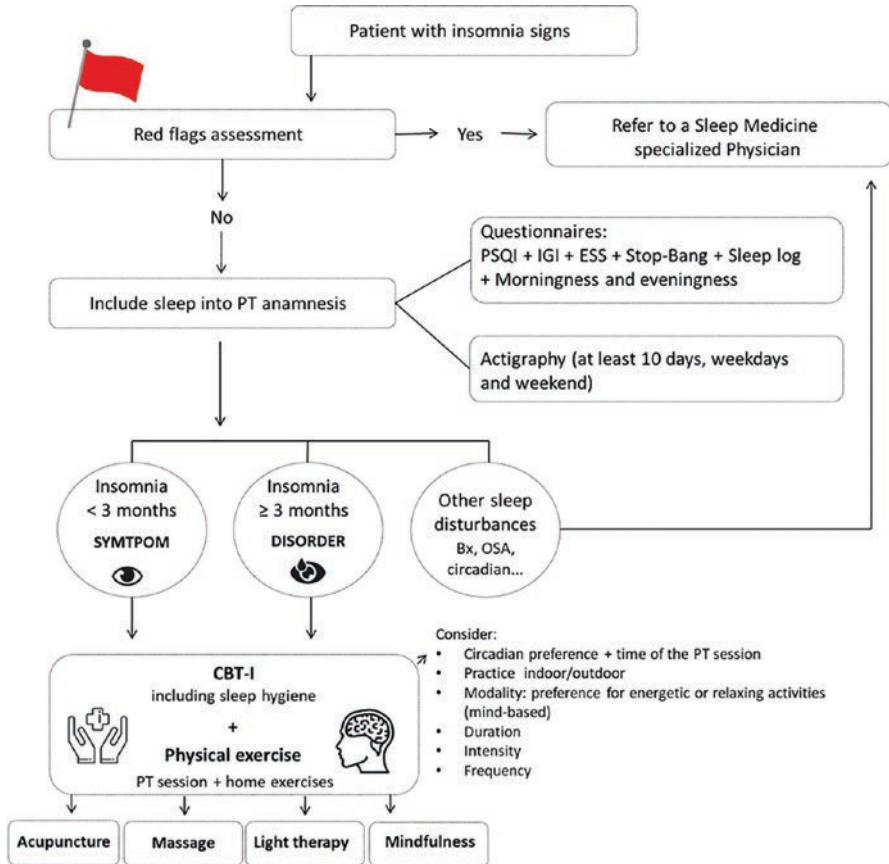 Patient with insomnia signs
Red flags assessment
Yes
Refer to a Sleep Medicine
specialized Physician
No
Questionnaires:
PSQI + IGI + ESS + Stop-Bang + Sleep log
+ Morningness and eveningness
Include sleep into PT anamnesis
Actigraphy (at least 10 days, weekdays
and weekend)
Insomnia
< 3 months
SYMTPOM
Insomnia
≥ 3 months
DISORDER
Other sleep
disturbances
Bx, OSA,
circadian...
CBT-I
including sleep hygiene
+
Physical exercise
PT session + home exercises
Consider:
• Circadian preference + time of the PT session
• Practice indoor/outdoor
• Modality: preference for energetic or relaxing activities
(mind-based)
• Duration
• Intensity
• Frequency
Acupuncture
Massage
Light therapy
Mindfulness